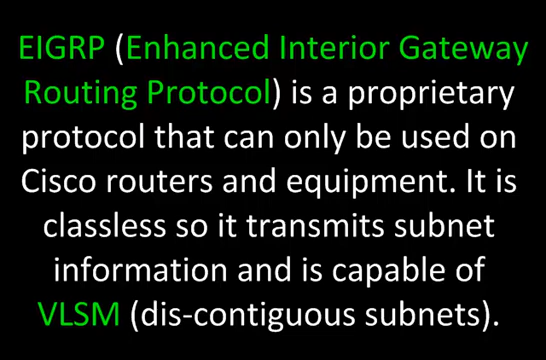 EIGRP (Enhanced Interior Gateway
Routing Protocol) is a proprietary
protocol that can only be used on
Cisco routers and equipment. It is
classless so it transmits subnet
information and is capable of
VLSM (dis-contiguous subnets).